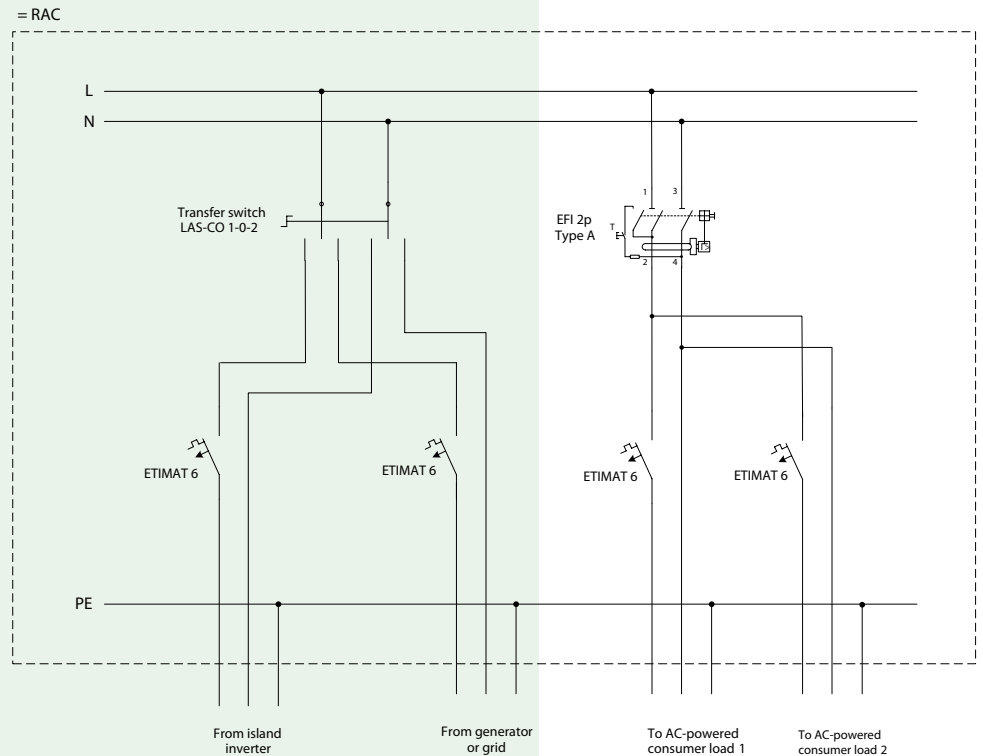 = RAC
L
N
1 3
Transfer switch
LAS-CO 1-0-2
EFI 2p
Type A
T
2 4
ETIMAT 6
ETIMAT 6
ETIMAT 6
ETIMAT 6
PE
From island
inverter
From generator
or grid
To AC-powered
consumer load 1
To AC-powered
consumer load 2